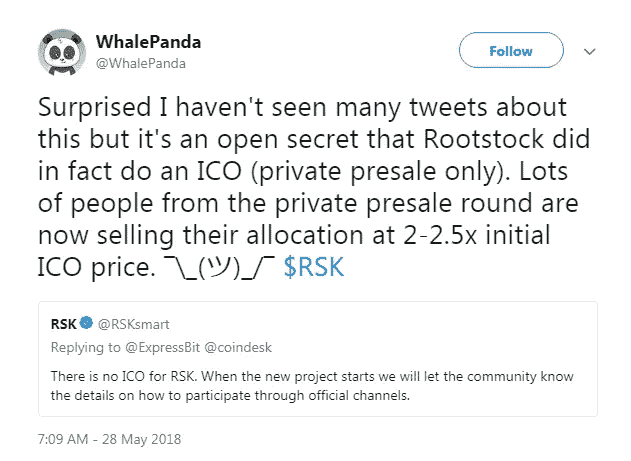 WhalePanda
@WhalePanda
Follow
Surprised I haven't seen many tweets about
this but it's an open secret that Rootstock did
in fact do an ICO (private presale only). Lots
of people from the private presale round are
now selling their allocation at 2-2.5x initial
ICO price. ¯\_(ツ)_/¯ $RSK
RSK @RSKsmart
Replying to @ExpressBit @coindesk
There is no ICO for RSK. When the new project starts we will let the community know
the details on how to participate through official channels.
7:09 AM - 28 May 2018